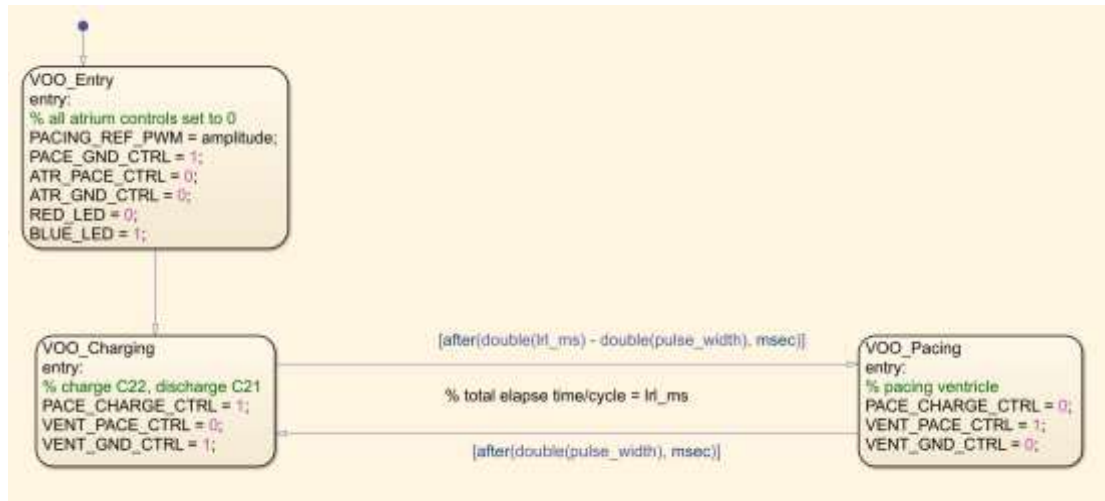 VOO_Entry
entry:
% all atrium controls set to 0
PACING_REF_PWM = amplitude;
PACE_GND_CTRL = 1;
ATR_PACE_CTRL = 0;
ATR_GND_CTRL = 0;
RED_LED = 0;
BLUE_LED = 1;
VOO_Charging
entry:
% charge C22, discharge C21
PACE_CHARGE_CTRL = 1;
VENT_PACE_CTRL = 0;
VENT_GND_CTRL = 1;
[after(double(lrl_ms) - double(pulse_width), msec)]
% total elapse time/cycle = lrl_ms
[after(double(pulse_width), msec)]
VOO_Pacing
entry:
% pacing ventricle
PACE_CHARGE_CTRL = 0;
VENT_PACE_CTRL = 1;
VENT_GND_CTRL = 0;